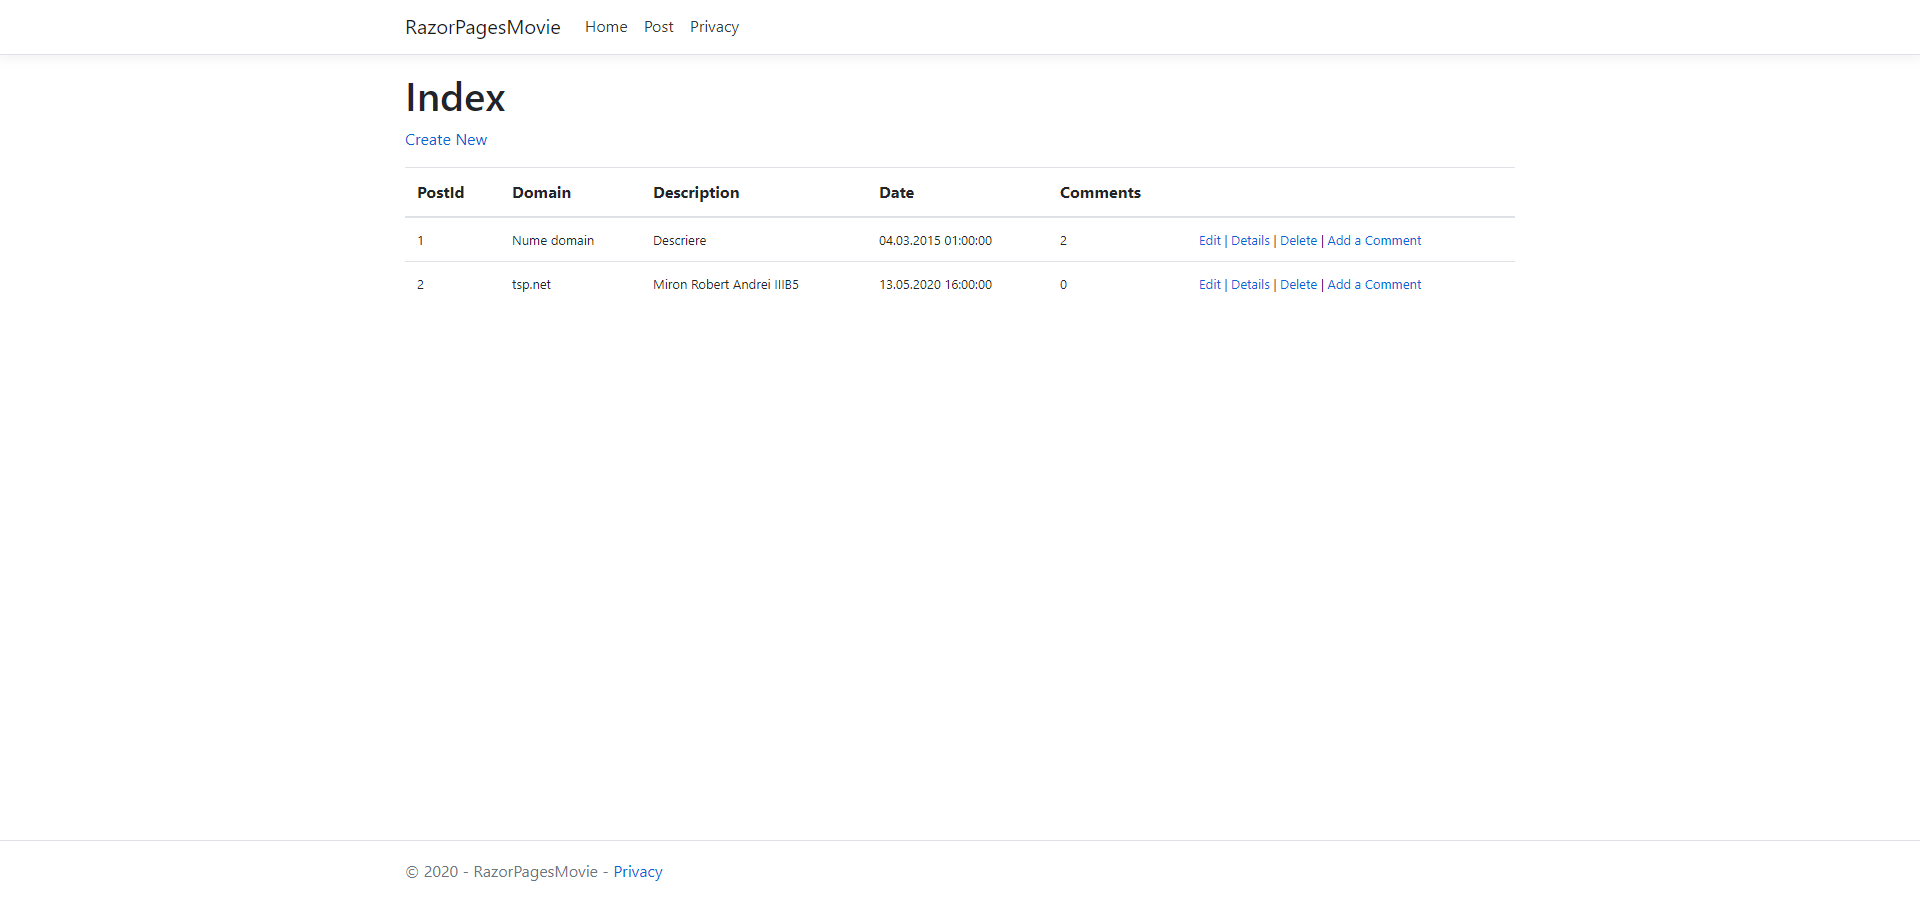 RazorPagesMovie Home Post Privacy
Index
Create New
PostId Domain Description Date Comments
1 Nume domain Descriere 04.03.2015 01:00:00 2 Edit | Details | Delete | Add a Comment
2 tsp.net Miron Robert Andrei IIIB5 13.05.2020 16:00:00 0 Edit | Details | Delete | Add a Comment
© 2020 - RazorPagesMovie - Privacy